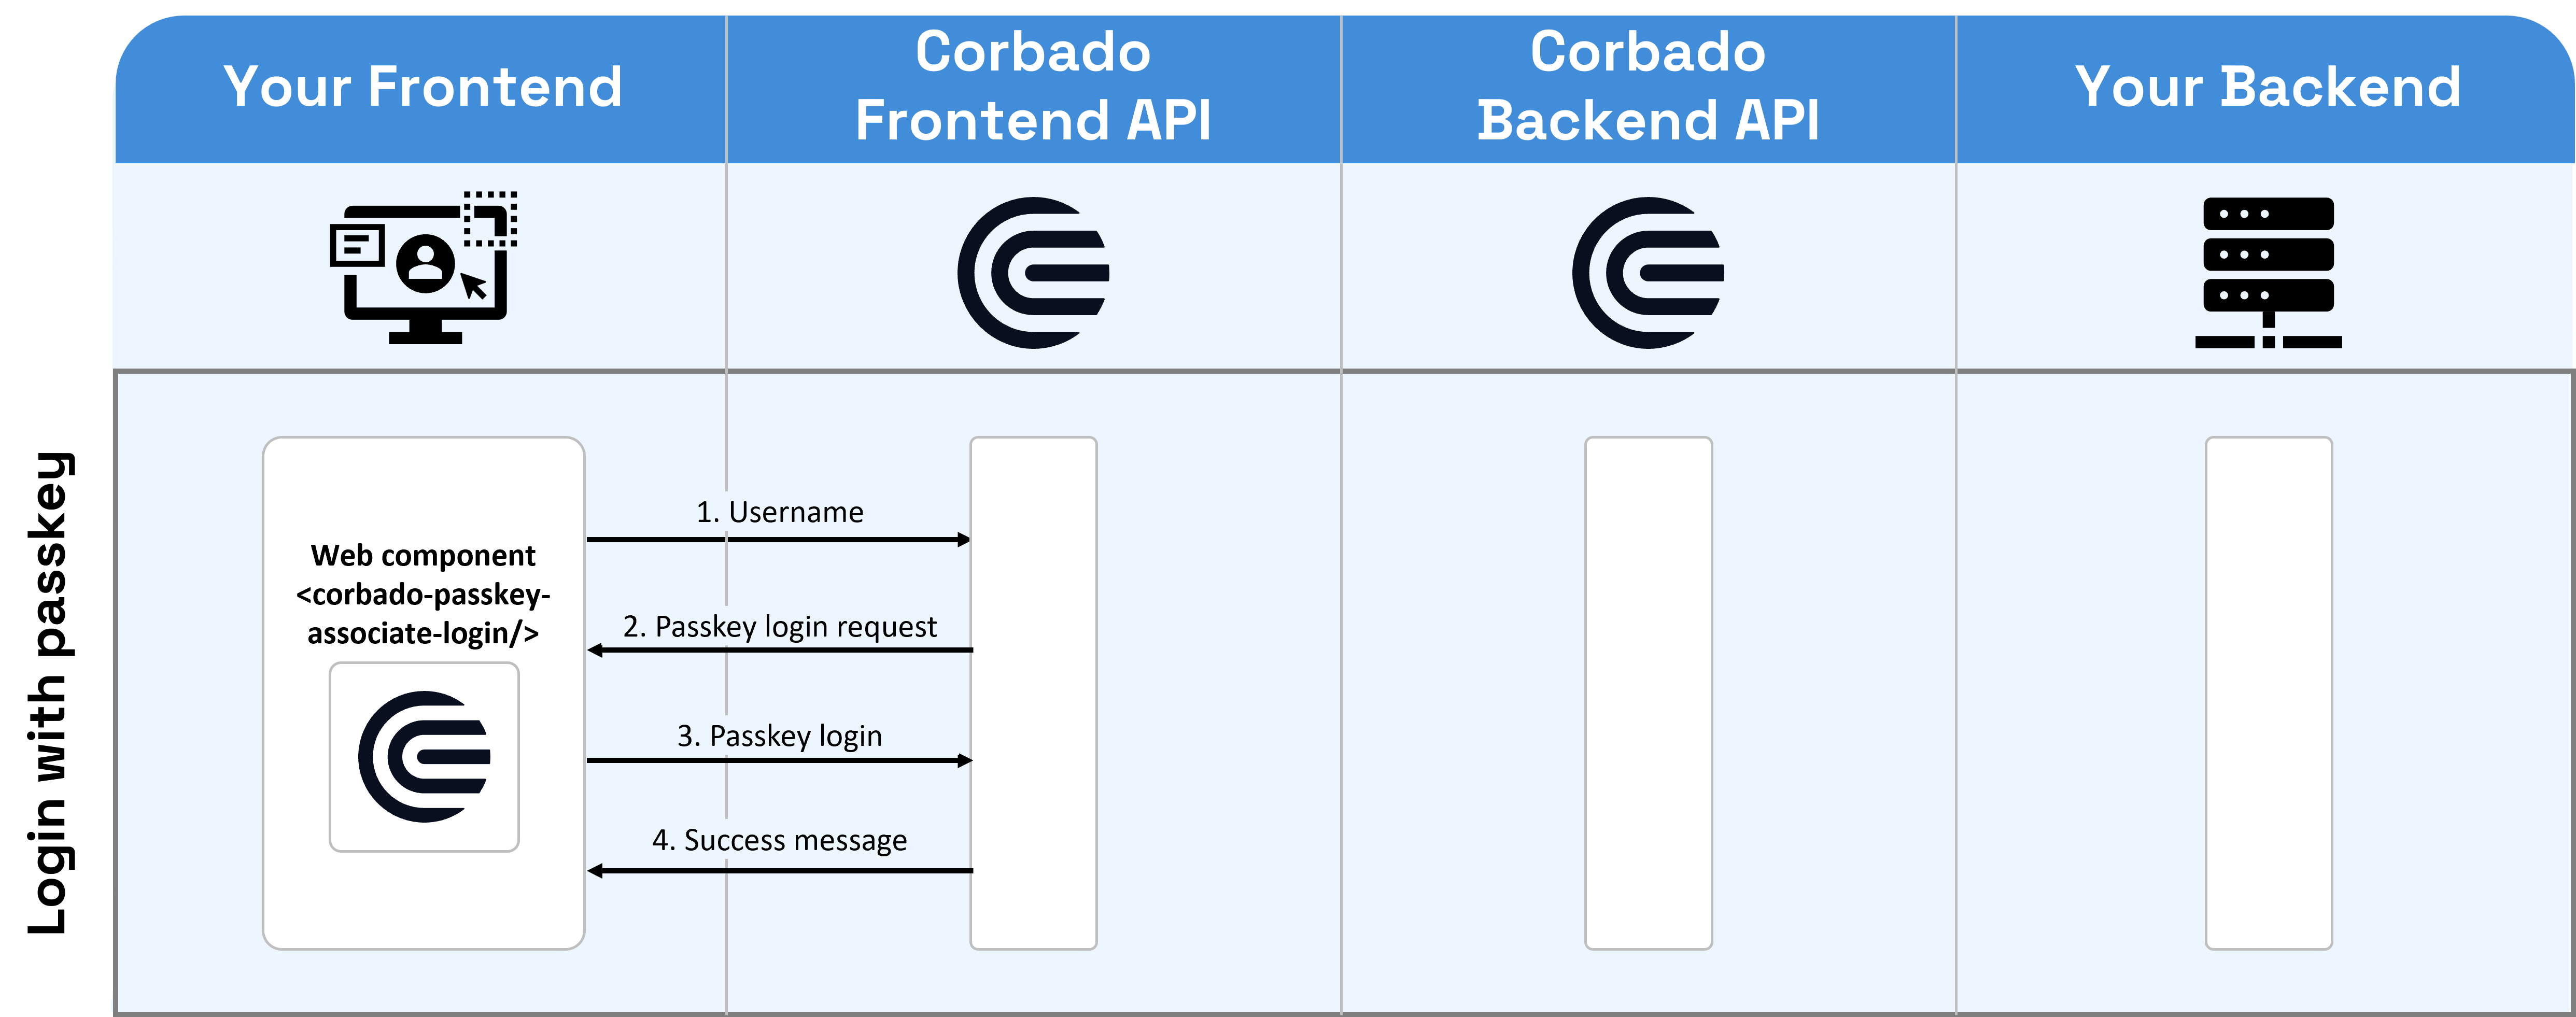 Your Frontend
Corbado
Frontend API
Corbado
Backend API
Your Backend
Login with passkey
Web component
<corbado-passkey-
associate-login/>
1. Username
2. Passkey login request
3. Passkey login
4. Success message